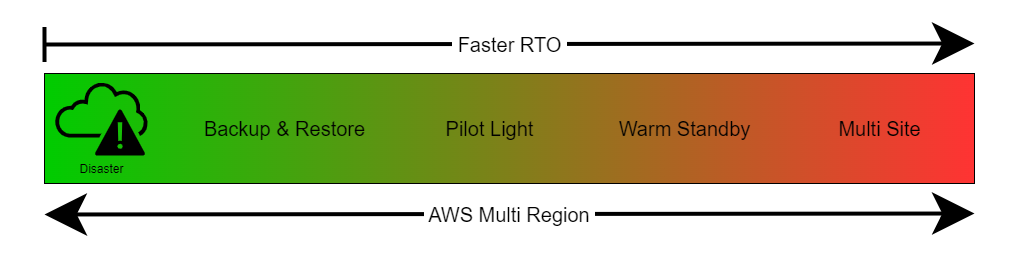 Faster RTO
Backup & Restore
Pilot Light
Warm Standby
Multi Site
Disaster
AWS Multi Region